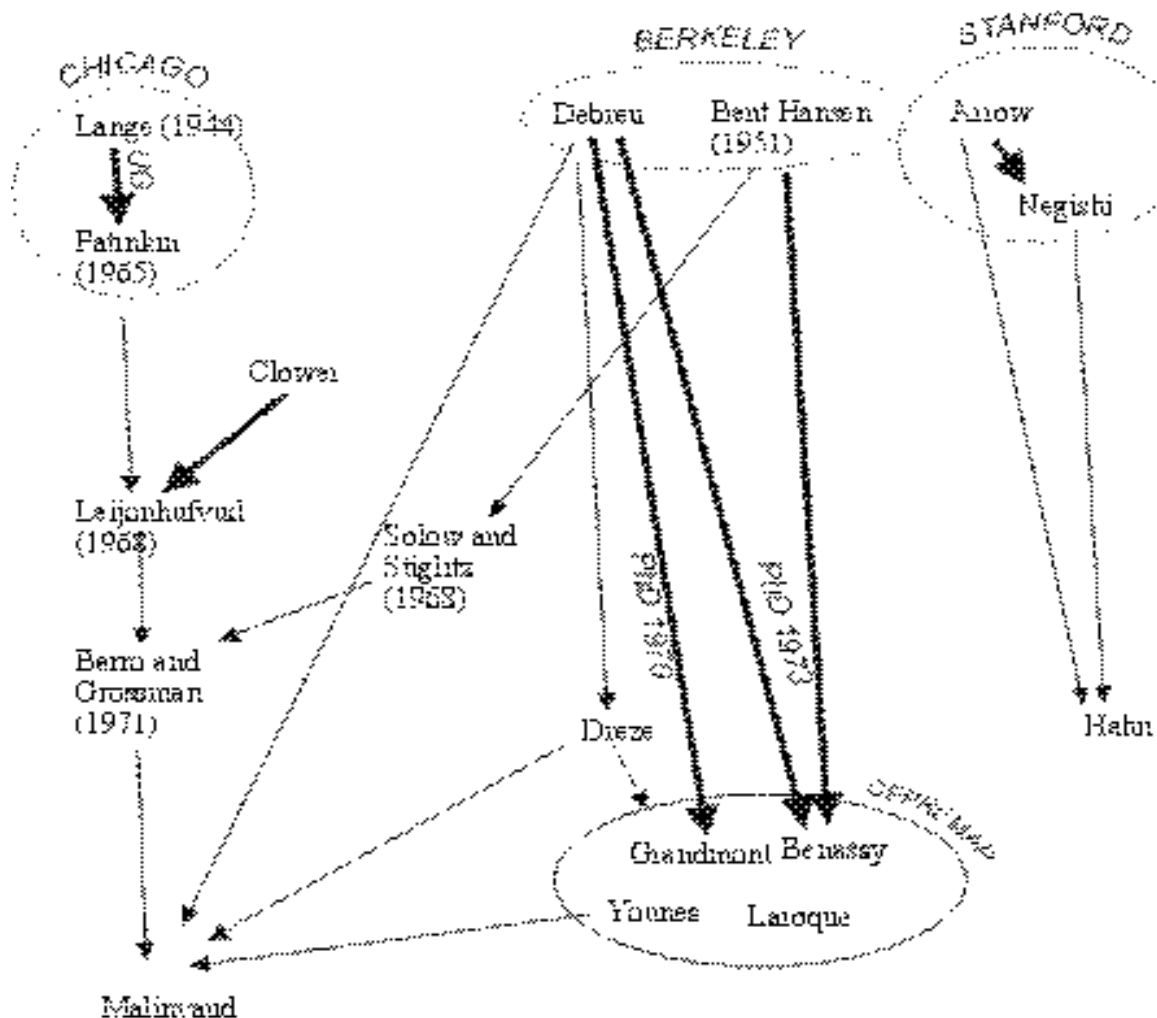 CHICAGO
Lange (1944)
Patinkin
(1965)
BERKELEY
Debreu
Bent Hansen
(1951)
STANFORD
Arrow
Negishi
Clower
Leijonhufvud
(1968)
Solow and
Stiglitz
(1968)
PhD 1970
PhD 1973
Barro and
Grossman
(1971)
Dreze
Hahn
CEPREMAP
Grandmont
Benassy
Younes
Laroque
Malinvaud